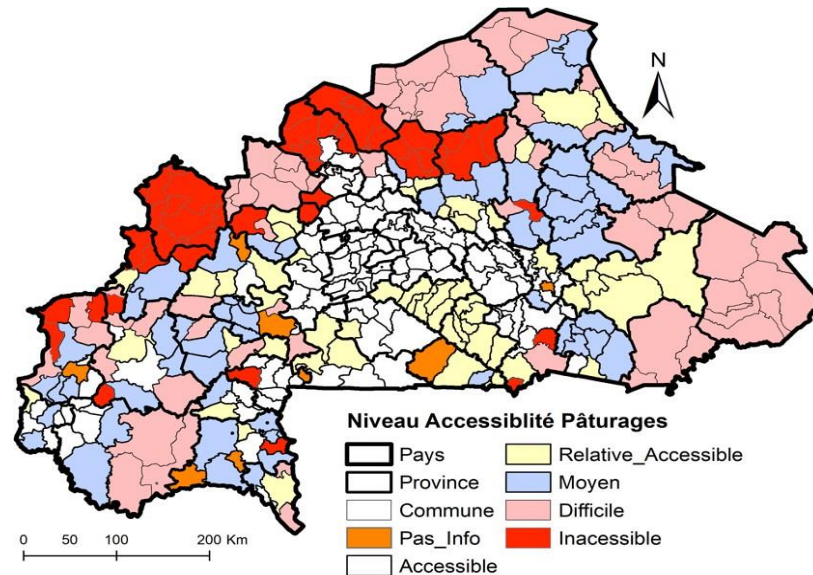 N
Niveau Accessiblité Pâturages
Pays
Province
Commune
Pas_Info
Accessible
Relative_Accessible
Moyen
Difficile
Inacessible
0 50 100 200 Km